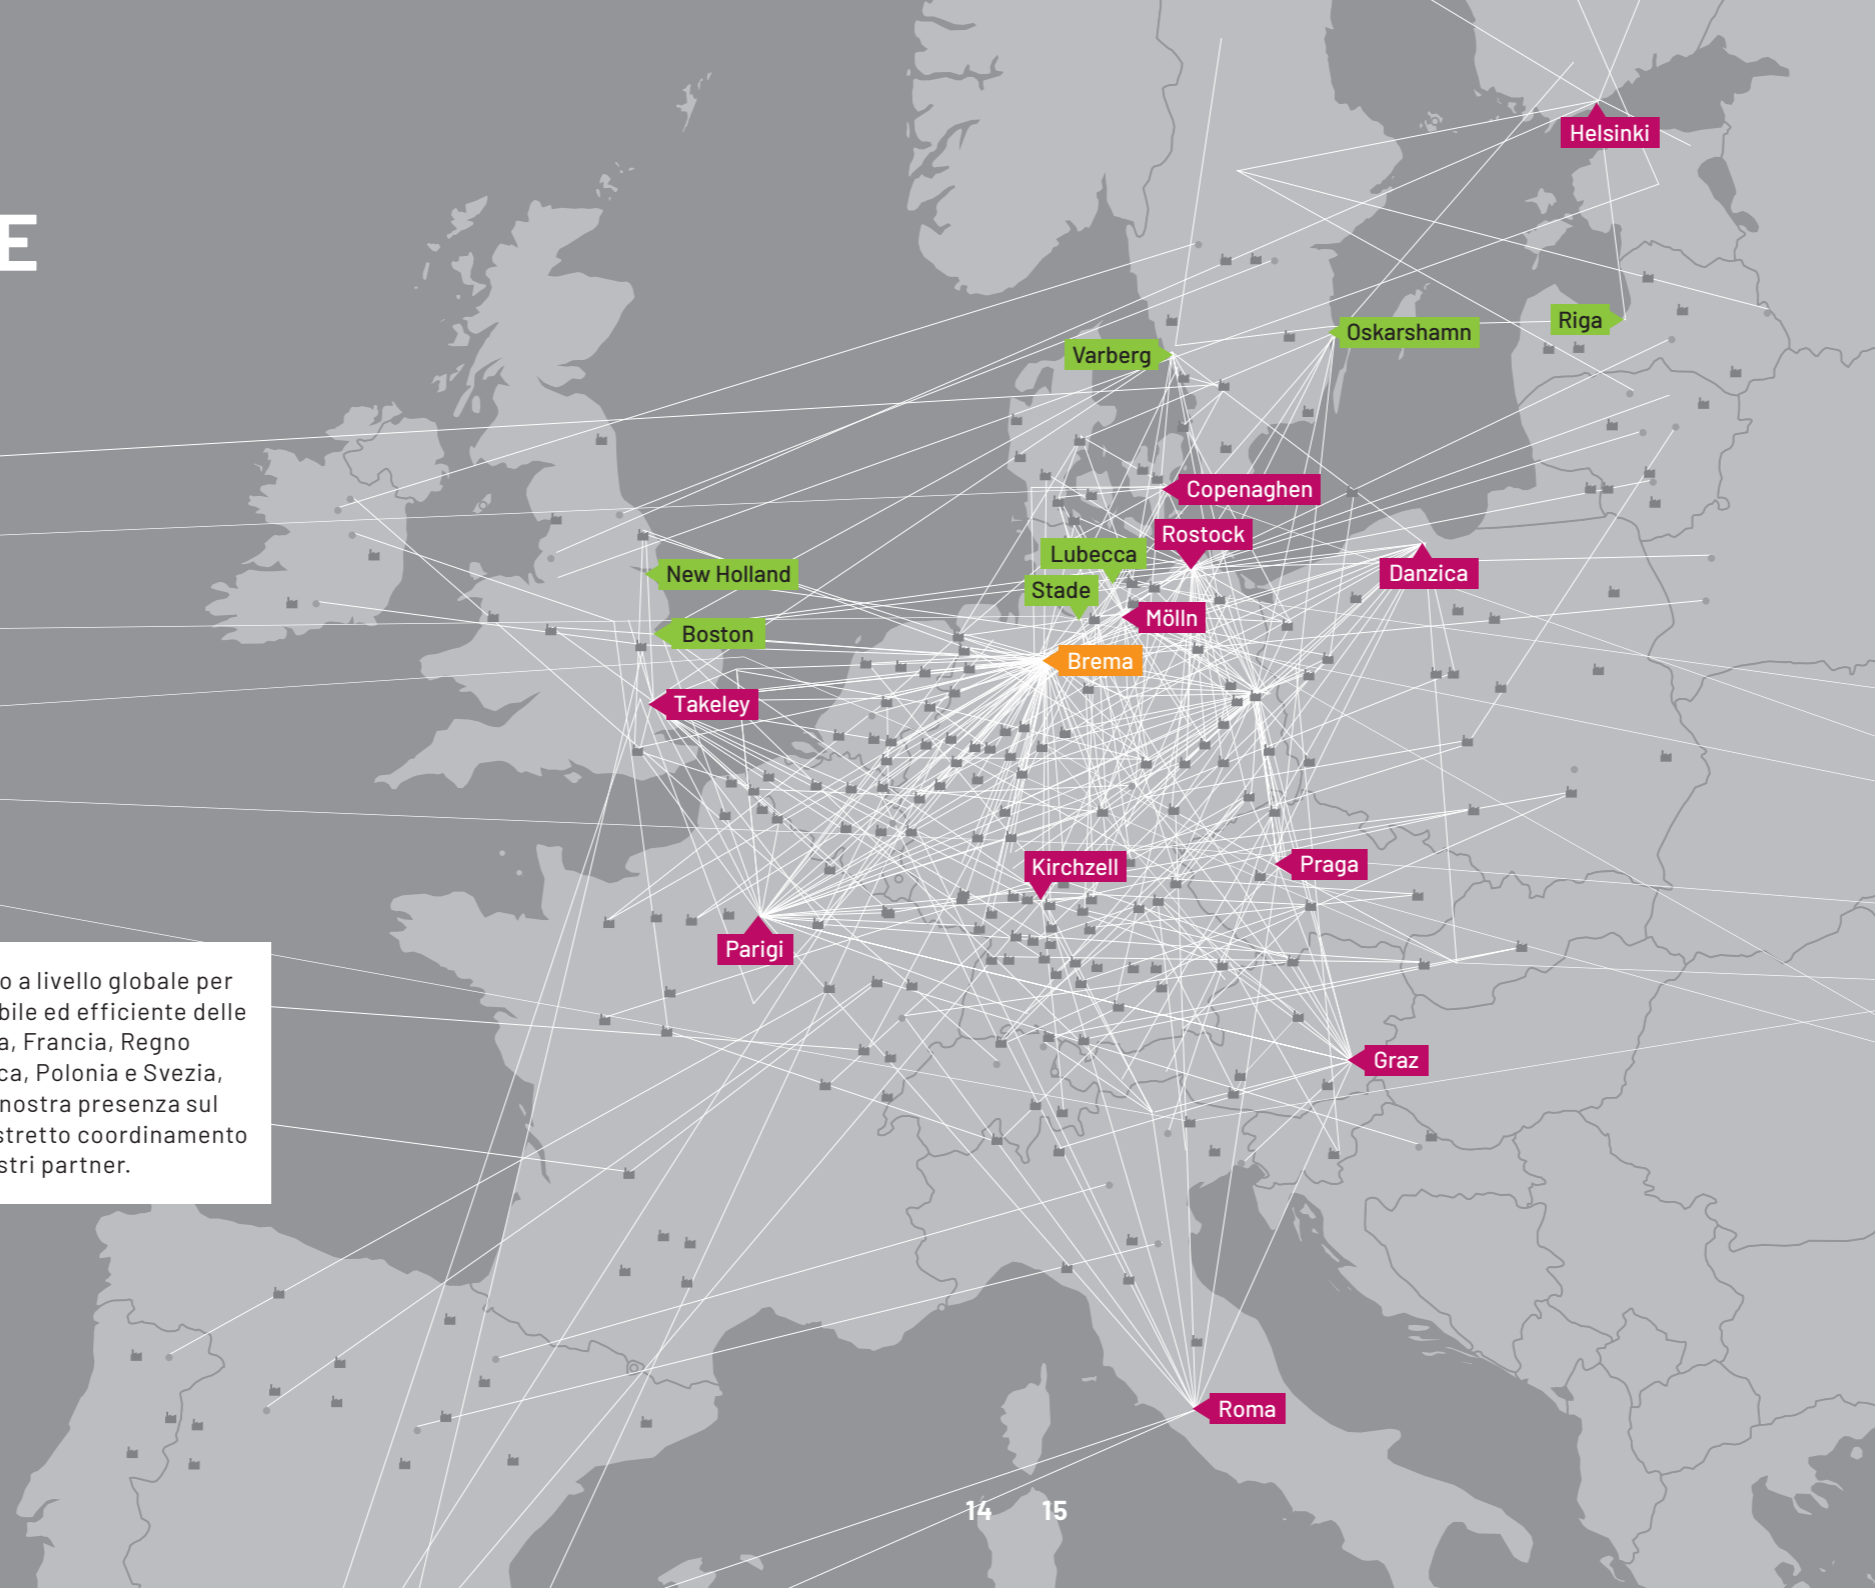 E
Helsinki
Riga
Oskarshamn
Varberg
Copenaghen
Rostock
Lubecca
Danzica
New Holland
Stade
Mölln
Boston
Brema
Takeley
Kirchzell
Praga
Parigi
o a livello globale per
bile ed efficiente delle
a, Francia, Regno
ca, Polonia e Svezia,
nostra presenza sul
stretto coordinamento
stri partner.
Graz
Roma
14 15